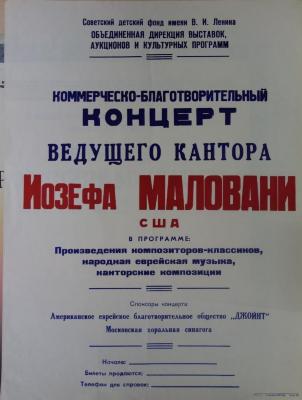 Советский детский фонд имени В. И. Ленина
ОБЪЕДИНЕННАЯ ДИРЕКЦИЯ ВЫСТАВОК,
АУКЦИОНОВ И КУЛЬТУРНЫХ ПРОГРАММ
КОММЕРЧЕСКО-БЛАГОТВОРИТЕЛЬНЫЙ
КОНЦЕРТ
ВЕДУЩЕГО КАНТОРА
ИОЗЕФА МАЛОВАНИ
США
В ПРОГРАММЕ:
Произведения композиторов-классиков,
народная еврейская музыка,
канторские композиции
Спонсоры концерта
Американское еврейское благотворительное общество „ДЖОЙНТ"
Московская хоральная синагога
Начало:
Билеты продаются:
Телефон для справок: